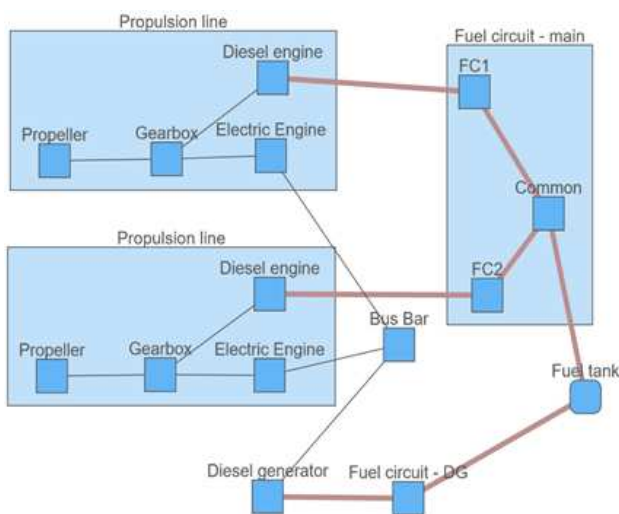 Propulsion line
Fuel circuit - main
Diesel engine
FC1
Propeller
Gearbox
Electric Engine
Common
Propulsion line
Diesel engine
FC2
Bus Bar
Propeller
Gearbox
Electric Engine
Fuel tank
Diesel generator
Fuel circuit - DG